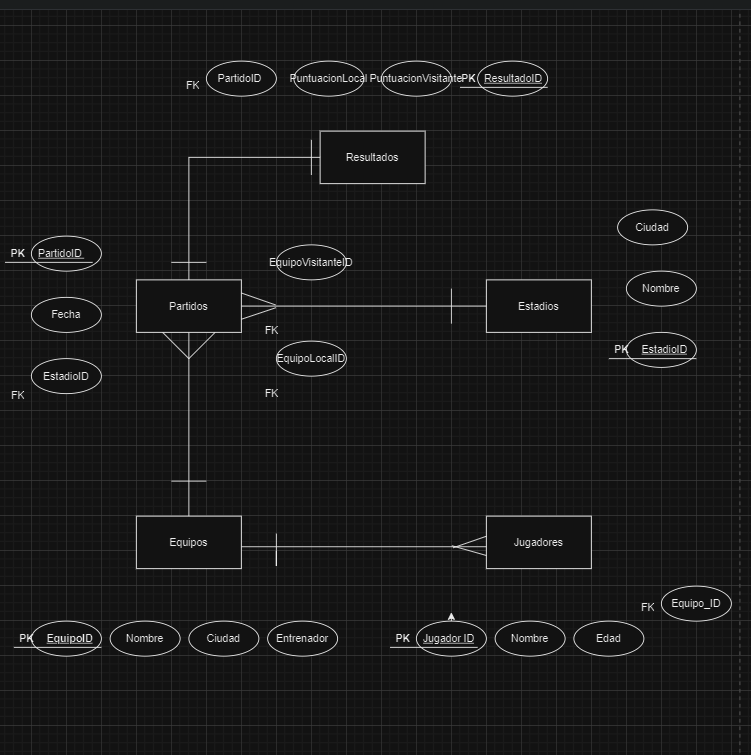 FK
PartidoID
PuntuacionLocal
PuntuacionVisitante
PK
ResultadoID
Resultados
Ciudad
PK
PartidoID
EquipoVisitanteID
Nombre
Partidos
Estadios
Fecha
FK
PK
EstadioID
EquipoLocalID
EstadioID
FK
FK
Equipos
Jugadores
FK
Equipo_ID
PK
EquipoID
Nombre
Ciudad
Entrenador
PK
Jugador ID
Nombre
Edad